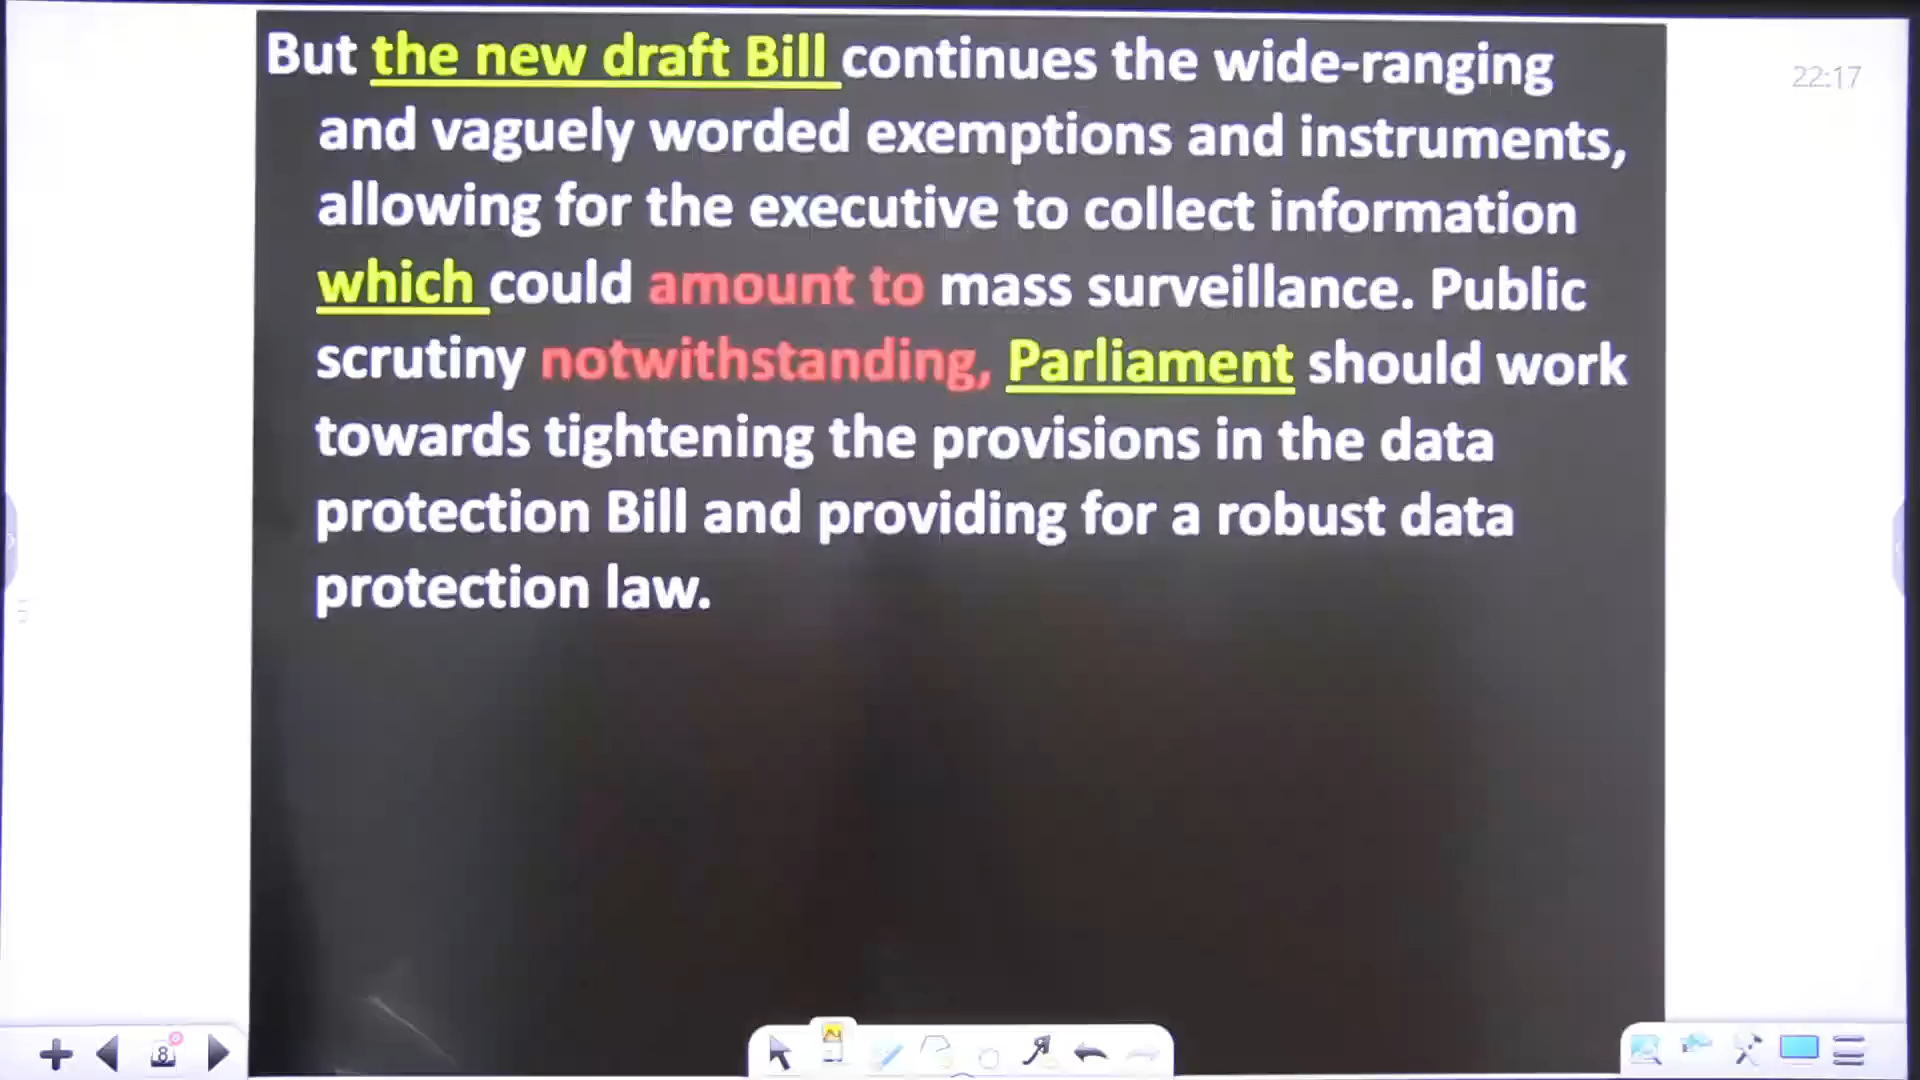 But the new draft Bill continues the wide-ranging
and vaguely worded exemptions and instruments,
allowing for the executive to collect information
which could amount to mass surveillance. Public
scrutiny notwithstanding, Parliament should work
towards tightening the provisions in the data
protection Bill and providing for a robust data
protection law.
22:17
8